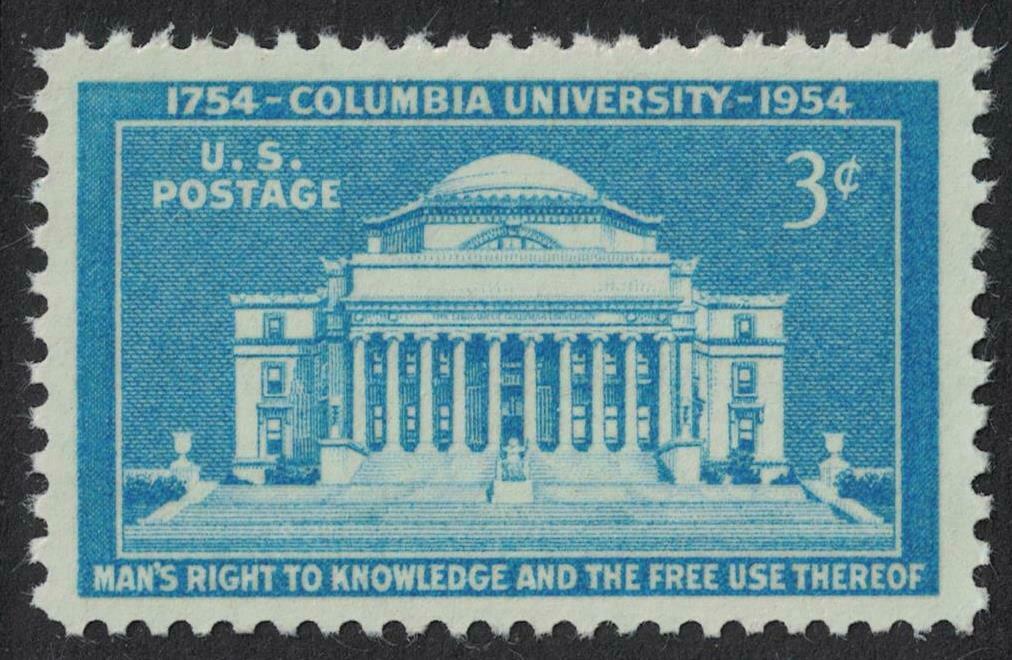 1754-COLUMBIA UNIVERSITY-1954
U. S.
POSTAGE
3¢
MAN'S RIGHT TO KNOWLEDGE AND THE FREE USE THEREOF